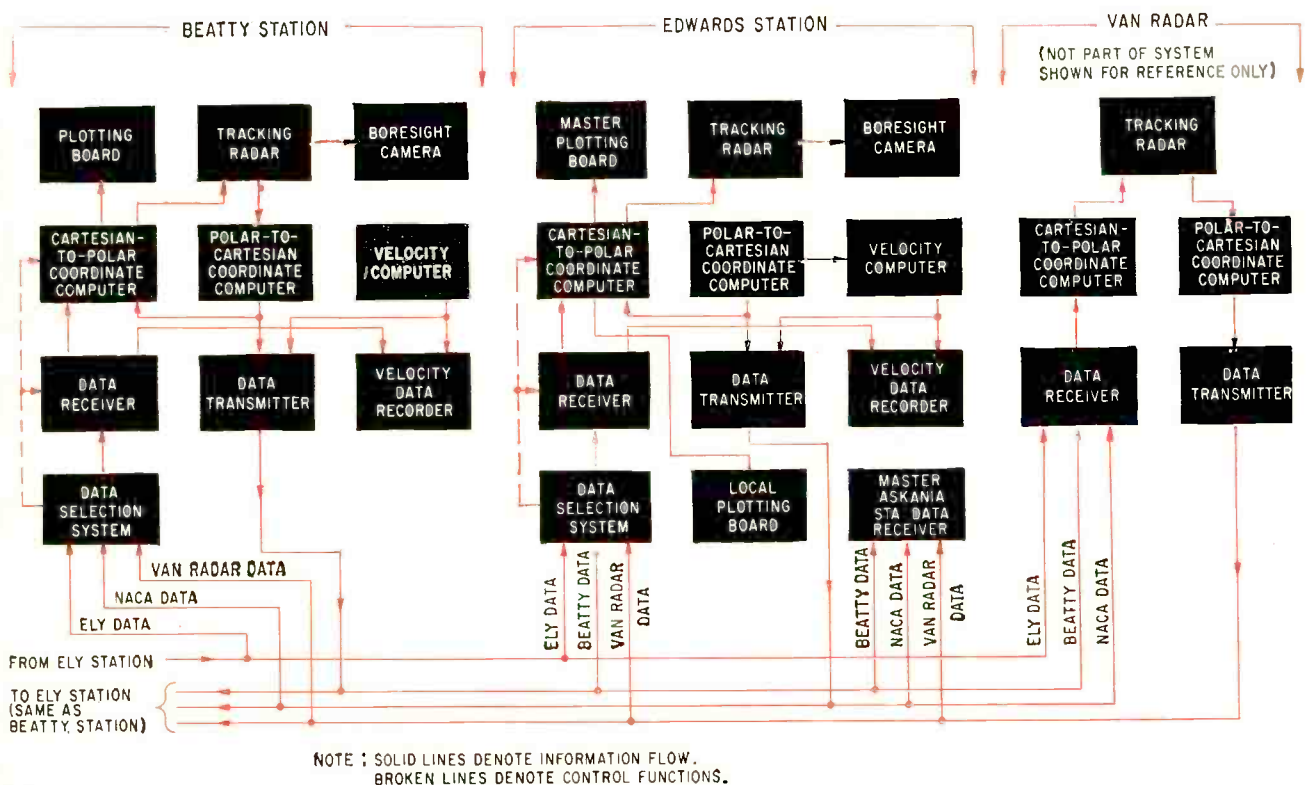 BEATTY STATION
EDWARDS STATION
VAN RADAR
(NOT PART OF SYSTEM
SHOWN FOR REFERENCE ONLY)
PLOTTING
BOARD
TRACKING
RADAR
BORESIGHT
CAMERA
MASTER
PLOTTING
BOARD
TRACKING
RADAR
BORESIGHT
CAMERA
TRACKING
RADAR
CARTESIAN-
TO-POLAR
COORDINATE
COMPUTER
POLAR-TO-
CARTESIAN
COORDINATE
COMPUTER
VELOCITY
/COMPUTER
CARTESIAN-
TO-POLAR
COORDINATE
COMPUTER
POLAR-TO-
CARTESIAN
COORDINATE
COMPUTER
VELOCITY
COMPUTER
CARTESIAN-
TO-POLAR
COORDINATE
COMPUTER
POLAR-TO-
CARTESIAN
COORDINATE
COMPUTER
DATA
RECEIVER
DATA
TRANSMITTER
VELOCITY
DATA
RECORDER
DATA
RECEIVER
DATA
TRANSMITTER
VELOCITY
DATA
RECORDER
DATA
RECEIVER
DATA
TRANSMITTER
DATA
SELECTION
SYSTEM
DATA
SELECTION
SYSTEM
LOCAL
PLOTTING
BOARD
MASTER
ASKANIA
STA DATA
RECEIVER
VAN RADAR DATA
NACA DATA
ELY DATA
ELY DATA
BEATTY DATA
VAN RADAR
DATA
BEATTY DATA
NACA DATA
VAN RADAR
DATA
ELY DATA
BEATTY DATA
NACA DATA
FROM ELY STATION
TO ELY STATION
(SAME AS
BEATTY STATION)
NOTE : SOLID LINES DENOTE INFORMATION FLOW.
BROKEN LINES DENOTE CONTROL FUNCTIONS.